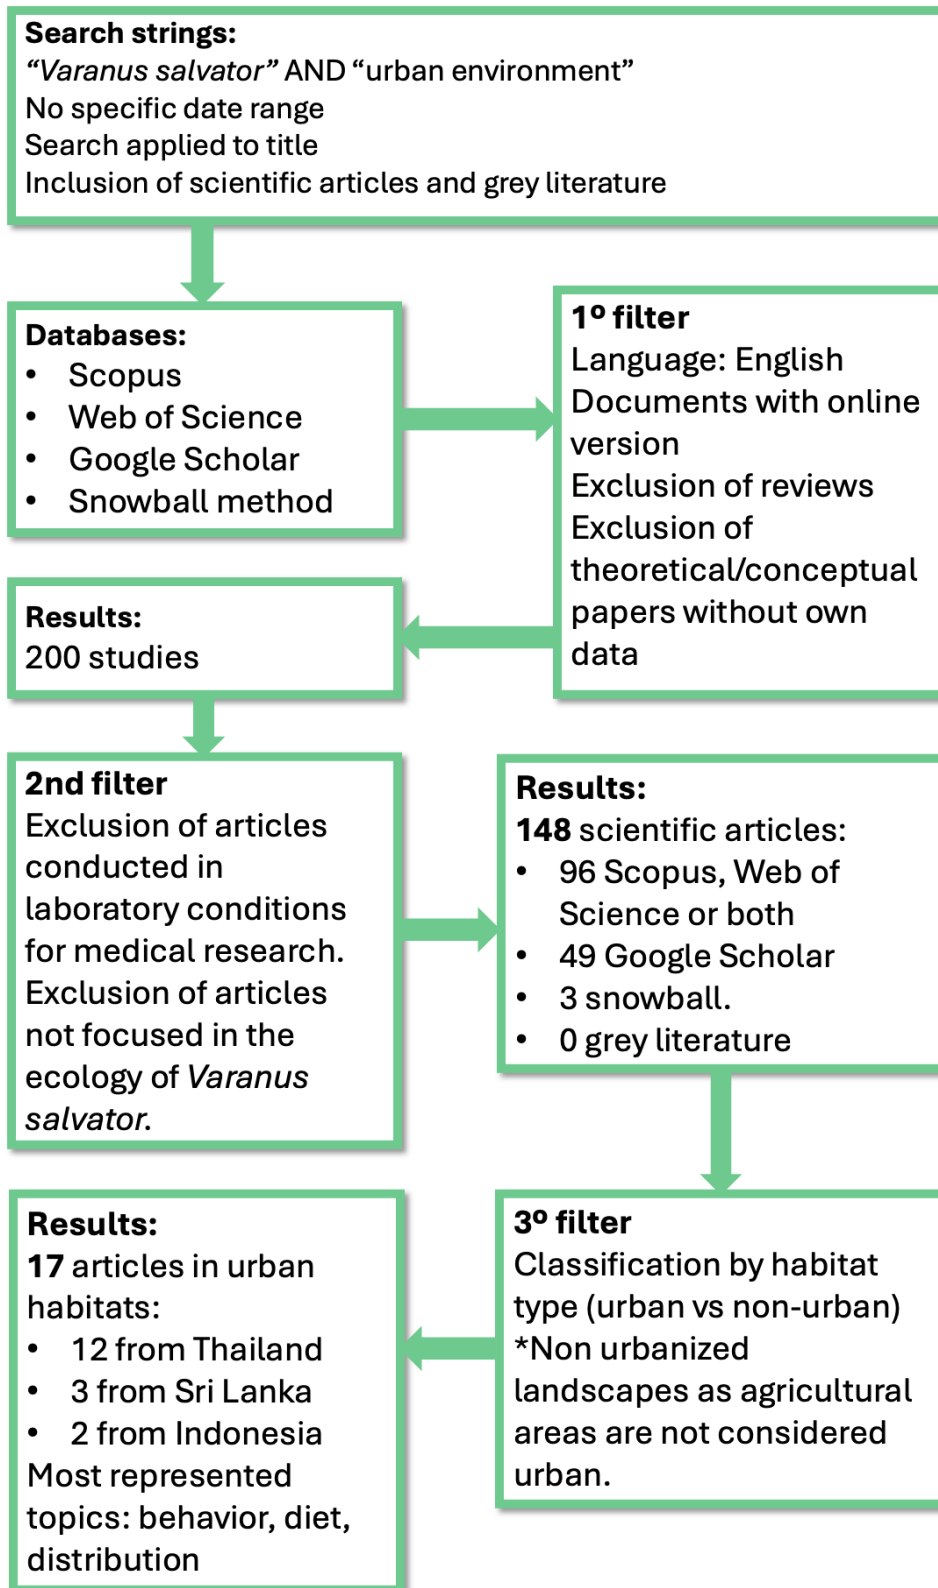 Search strings:
“Varanus salvator” AND “urban environment”
No specific date range
Search applied to title
Inclusion of scientific articles and grey literature
Databases:
• Scopus
• Web of Science
• Google Scholar
• Snowball method
1º filter
Language: English
Documents with online
version
Exclusion of reviews
Exclusion of
theoretical/conceptual
papers without own
data
Results:
200 studies
2nd filter
Exclusion of articles
conducted in
laboratory conditions
for medical research.
Exclusion of articles
not focused in the
ecology of Varanus
salvator.
Results:
148 scientific articles:
• 96 Scopus, Web of
Science or both
• 49 Google Scholar
• 3 snowball.
• 0 grey literature
3º filter
Classification by habitat
type (urban vs non-urban)
*Non urbanized
landscapes as agricultural
areas are not considered
urban.
Results:
17 articles in urban
habitats:
• 12 from Thailand
• 3 from Sri Lanka
• 2 from Indonesia
Most represented
topics: behavior, diet,
distribution